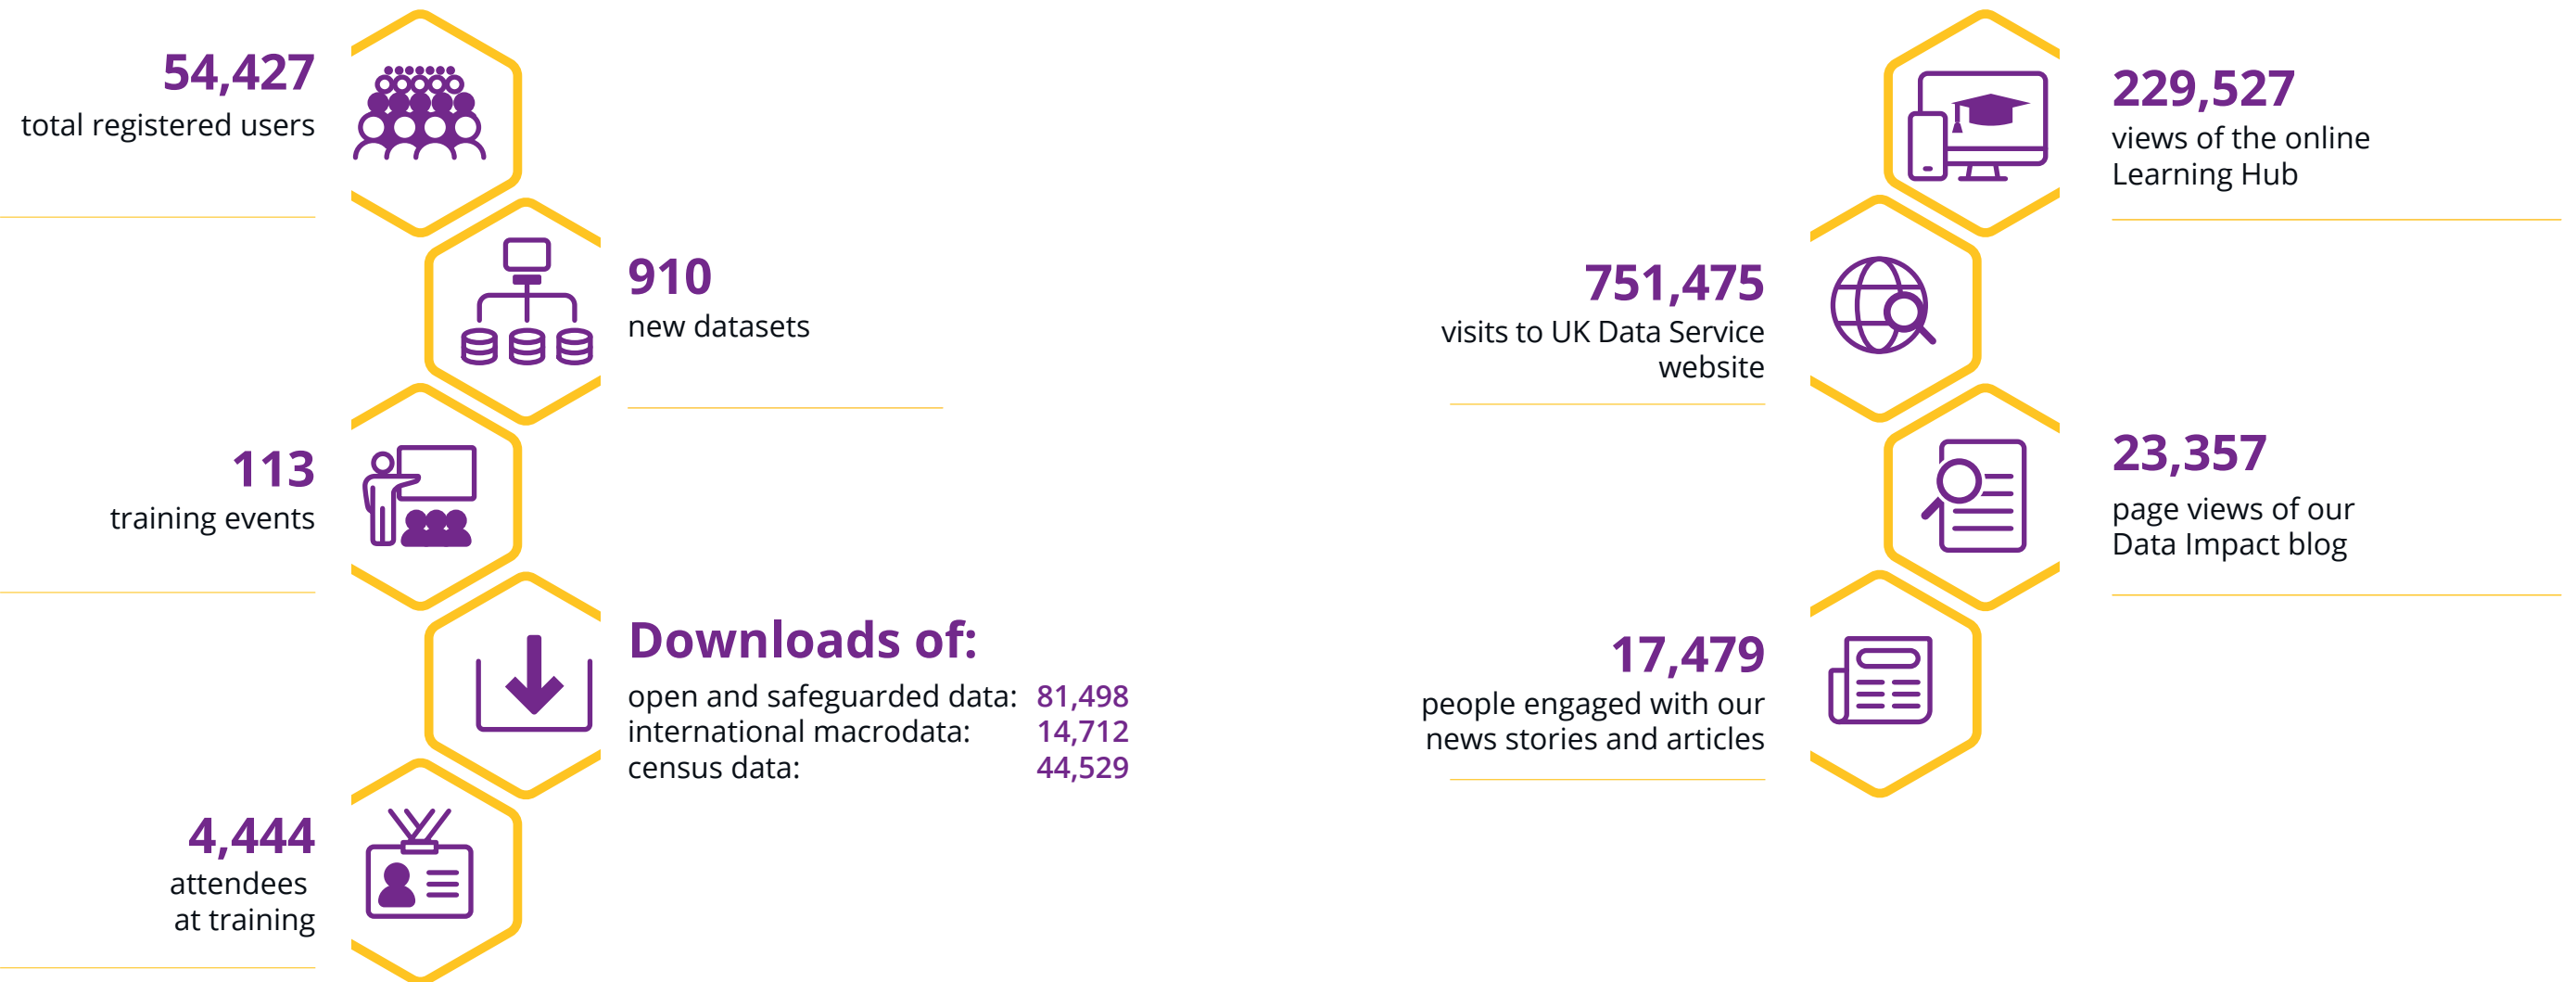 54,427
total registered users
910
new datasets
113
training events
Downloads of:
open and safeguarded data: 81,498
international macrodata: 14,712
census data: 44,529
4,444
attendees
at training
229,527
views of the online
Learning Hub
751,475
visits to UK Data Service
website
23,357
page views of our
Data Impact blog
17,479
people engaged with our
news stories and articles